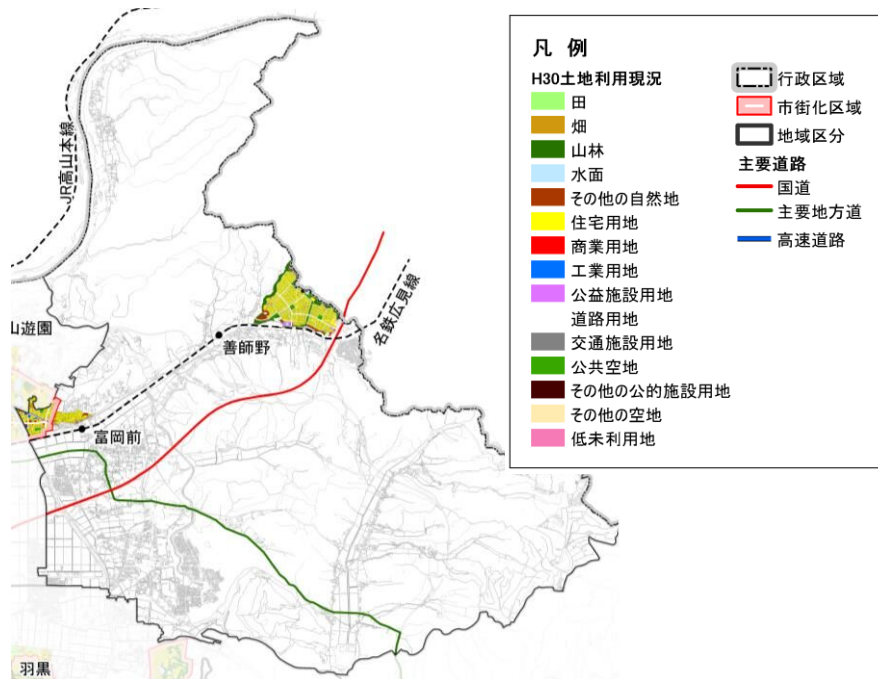 JR高山本線
名鉄広見線
山遊園
善師野
富岡前
羽黒
凡 例
H30土地利用現況
田
畑
山林
水面
その他の自然地
住宅用地
商業用地
工業用地
公益施設用地
道路用地
交通施設用地
公共空地
その他の公的施設用地
その他の空地
低未利用地
行政区域
市街化区域
地域区分
主要道路
国道
主要地方道
高速道路